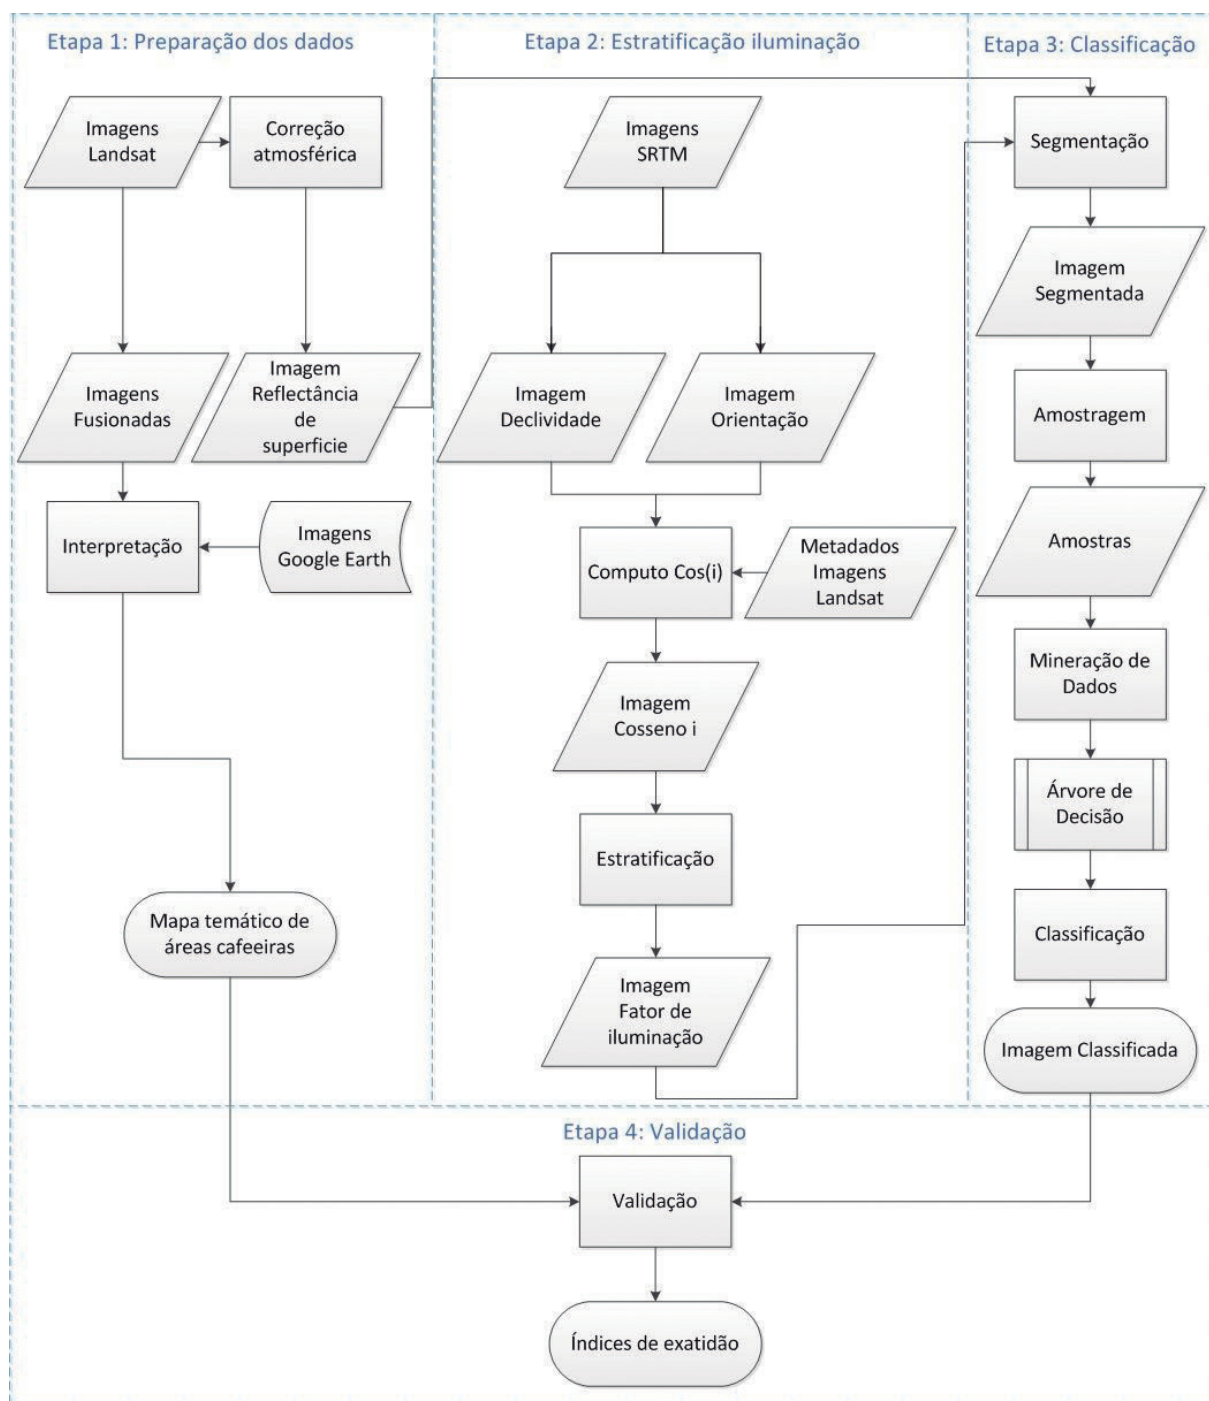 Etapa 1: Preparação dos dados
Imagens
Landsat
Correção
atmosférica
Imagens
Fusionadas
Imagem
Reflectância
de
superficie
Interpretação
Imagens
Google Earth
Mapa temático de
áreas cafeeiras
Etapa 2: Estratificação iluminação
Imagens
SRTM
Imagem
Declividade
Imagem
Orientação
Computo Cos(i)
Metadados
Imagens
Landsat
Imagem
Cosseno i
Estratificação
Imagem
Fator de
iluminação
Etapa 3: Classificação
Segmentação
Imagem
Segmentada
Amostragem
Amostras
Mineração de
Dados
Árvore de
Decisão
Classificação
Imagem Classificada
Etapa 4: Validação
Validação
Índices de exatidão